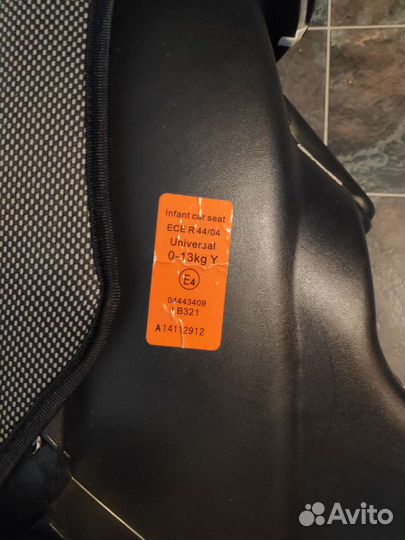 Infant car seat
ECE R 44/04
Universal
0-13kg Y
E4
04443409
B321
A14112912
Avito